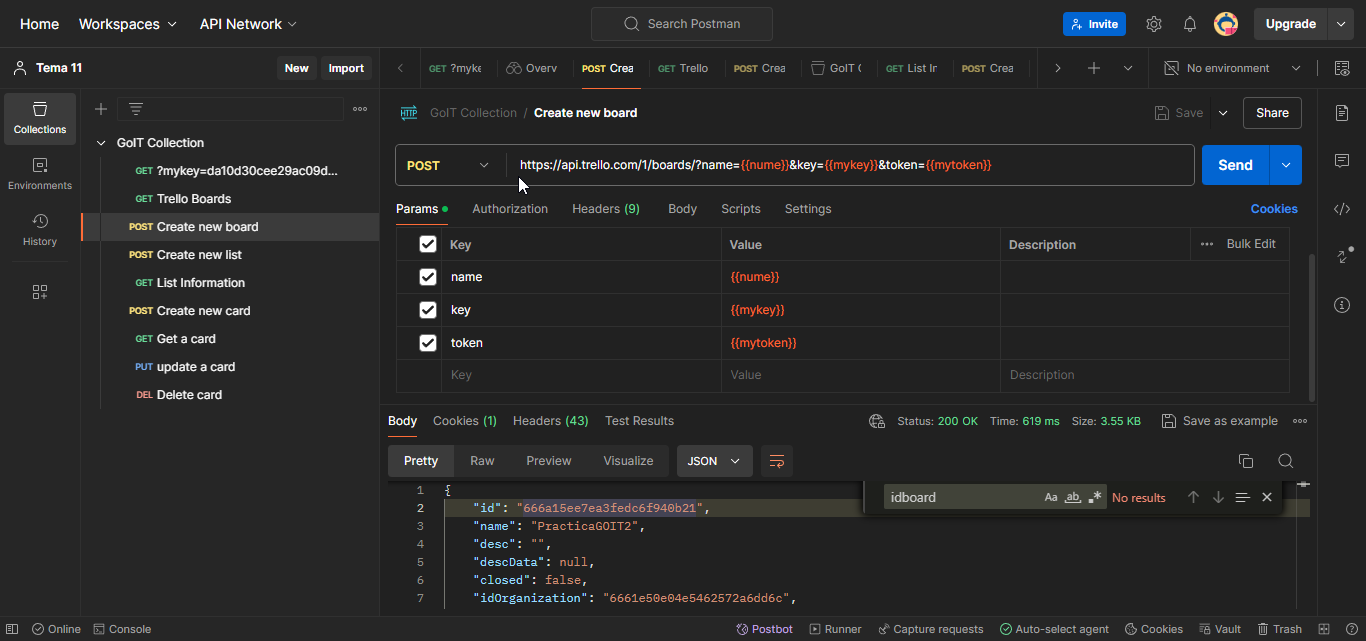 Home Workspaces API Network Search Postman Invite Upgrade
Tema 11 New Import GET ?myke Overv POST Crea GET Trello POST Crea GoIT C GET List Ir POST Crea No environment
Collections
Environments
History
GoIT Collection
GET ?mykey=da10d30cee29ac09d...
GET Trello Boards
POST Create new board
POST Create new list
GET List Information
POST Create new card
GET Get a card
PUT update a card
DEL Delete card
HTTP GoIT Collection / Create new board Save Share
POST https://api.trello.com/1/boards/?name={{nume}}&key={{mykey}}&token={{mytoken}} Send
Params Authorization Headers (9) Body Scripts Settings Cookies
Key Value Description Bulk Edit
name {{nume}}
key {{mykey}}
token {{mytoken}}
Key Value Description
Body Cookies (1) Headers (43) Test Results Status: 200 OK Time: 619 ms Size: 3.55 KB Save as example
Pretty Raw Preview Visualize JSON
idboard Aa ab No results
1 {
2 "id": "666a15ee7ea3fedc6f940b21",
3 "name": "PracticaGOIT2",
4 "desc": "",
5 "descData": null,
6 "closed": false,
7 "idOrganization": "6661e50e04e5462572a6dd6c",
Online Console Postbot Runner Capture requests Auto-select agent Cookies Vault Trash